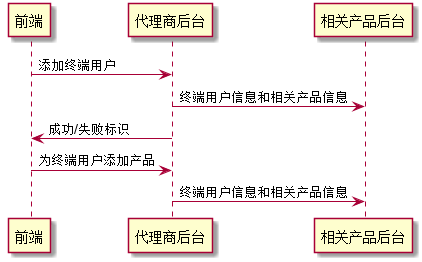 前端
代理商后台
相关产品后台
添加终端用户
终端用户信息和相关产品信息
成功/失败标识
为终端用户添加产品
终端用户信息和相关产品信息
前端
代理商后台
相关产品后台